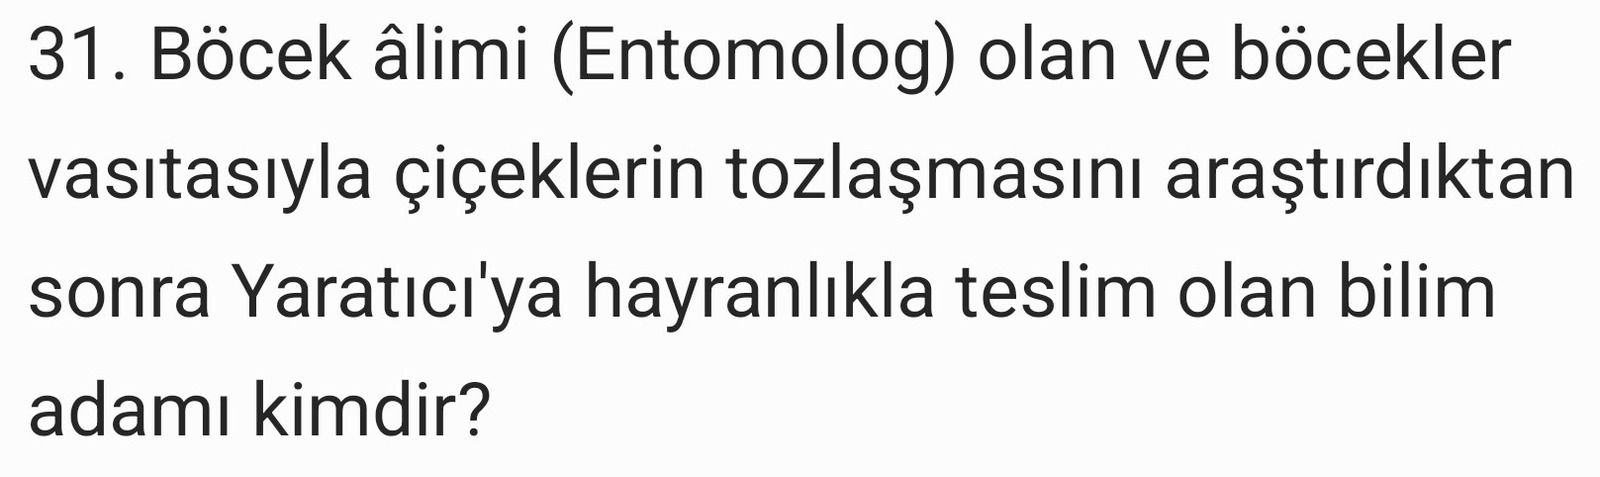 31. Böcek âlimi (Entomolog) olan ve böcekler
vasıtasıyla çiçeklerin tozlaşmasını araştırdıktan
sonra Yaratıcı'ya hayranlıkla teslim olan bilim
adamı kimdir?